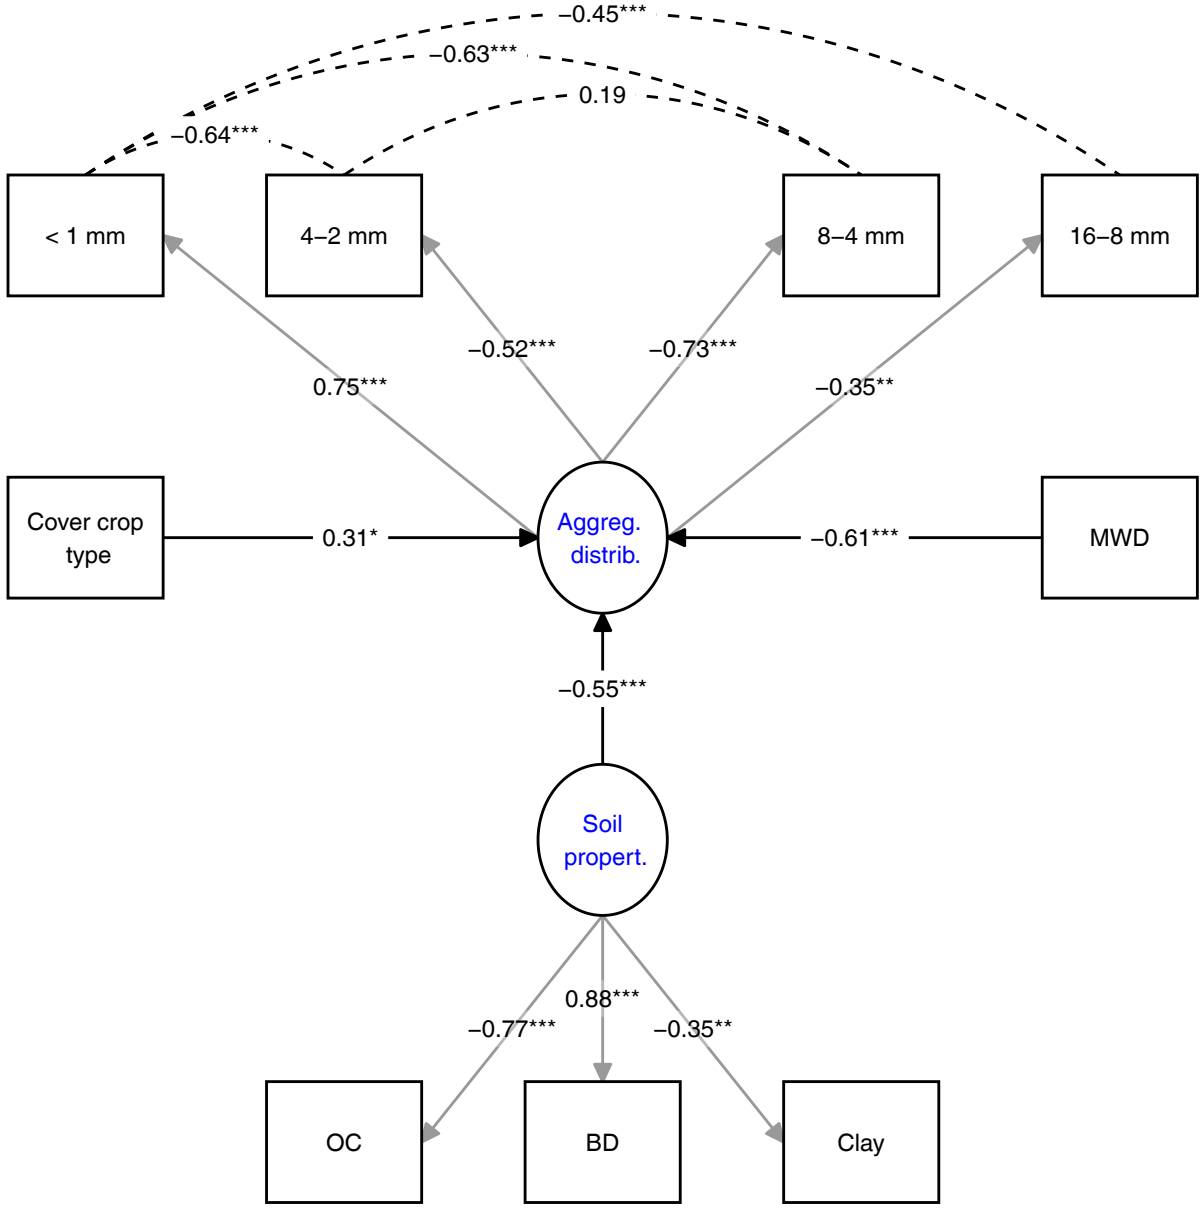 −0.45***
−0.63***
0.19
−0.64***
< 1 mm
4−2 mm
8−4 mm
16−8 mm
−0.52***
−0.73***
0.75***
−0.35**
Cover crop
type
0.31*
Aggreg.
distrib.
−0.61***
MWD
−0.55***
Soil
propert.
0.88***
−0.77***
−0.35**
OC
BD
Clay